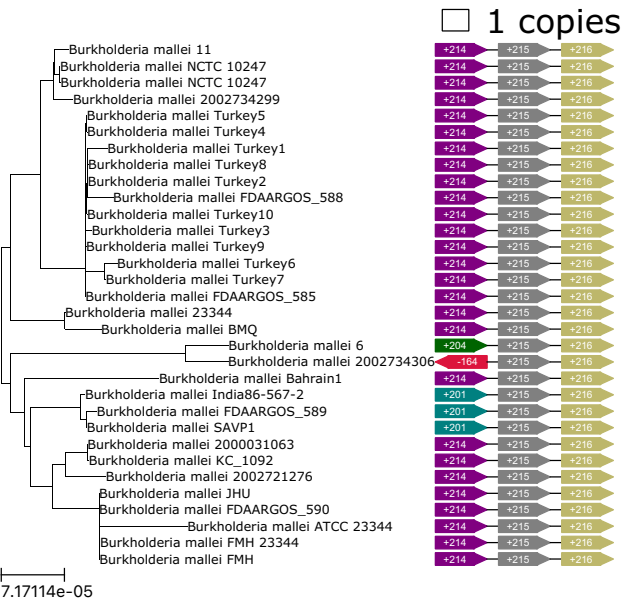 1 copies
Burkholderia mallei 11 +214 +215 +216
Burkholderia mallei NCTC 10247 +214 +215 +216
Burkholderia mallei NCTC 10247 +214 +215 +216
Burkholderia mallei 2002734299 +214 +215 +216
Burkholderia mallei Turkey5 +214 +215 +216
Burkholderia mallei Turkey4 +214 +215 +216
Burkholderia mallei Turkey1 +214 +215 +216
Burkholderia mallei Turkey8 +214 +215 +216
Burkholderia mallei Turkey2 +214 +215 +216
Burkholderia mallei FDAARGOS_588 +214 +215 +216
Burkholderia mallei Turkey10 +214 +215 +216
Burkholderia mallei Turkey3 +214 +215 +216
Burkholderia mallei Turkey9 +214 +215 +216
Burkholderia mallei Turkey6 +214 +215 +216
Burkholderia mallei Turkey7 +214 +215 +216
Burkholderia mallei FDAARGOS_585 +214 +215 +216
Burkholderia mallei 23344 +214 +215 +216
Burkholderia mallei BMQ +214 +215 +216
Burkholderia mallei 6 +204 +215 +216
Burkholderia mallei 2002734306 -164 +215 +216
Burkholderia mallei Bahrain1 +214 +215 +216
Burkholderia mallei India86-567-2 +201 +215 +216
Burkholderia mallei FDAARGOS_589 +201 +215 +216
Burkholderia mallei SAVP1 +201 +215 +216
Burkholderia mallei 2000031063 +214 +215 +216
Burkholderia mallei KC_1092 +214 +215 +216
Burkholderia mallei 2002721276 +214 +215 +216
Burkholderia mallei JHU +214 +215 +216
Burkholderia mallei FDAARGOS_590 +214 +215 +216
Burkholderia mallei ATCC 23344 +214 +215 +216
Burkholderia mallei FMH 23344 +214 +215 +216
Burkholderia mallei FMH +214 +215 +216
7.17114e-05